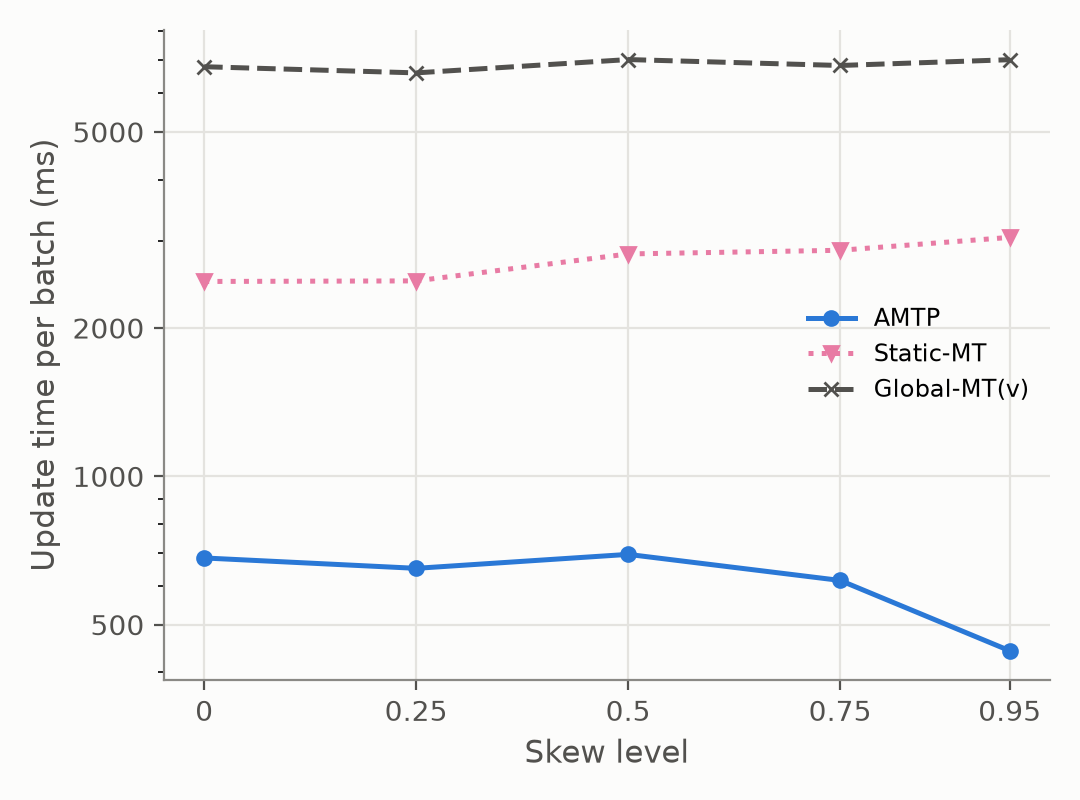 Update time per batch (ms)
5000
2000
1000
500
AMTP
Static-MT
Global-MT(v)
0 0.25 0.5 0.75 0.95
Skew level